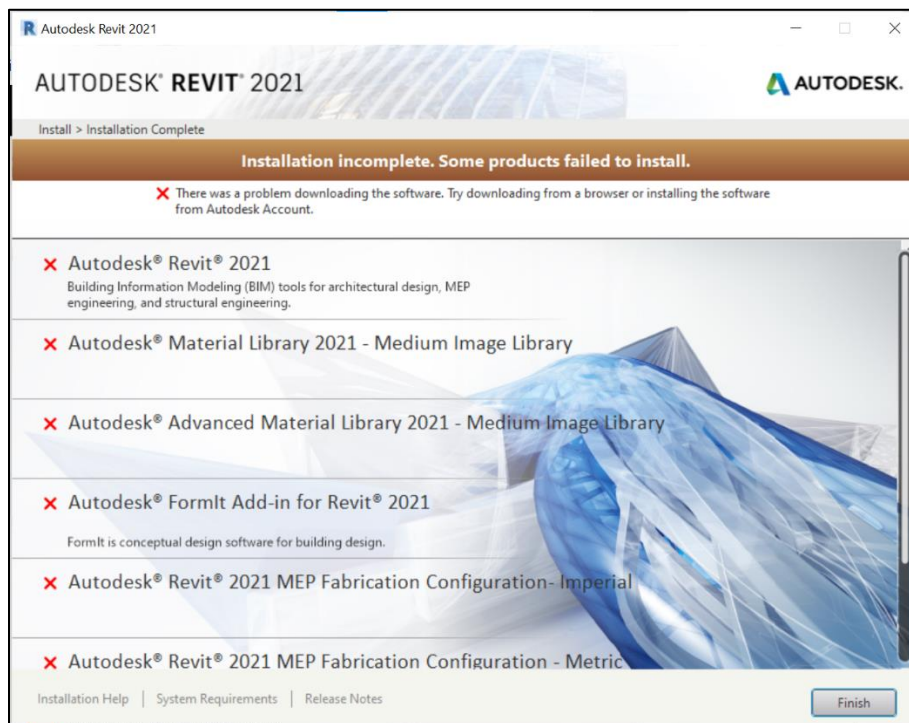 Autodesk Revit 2021
AUTODESK® REVIT® 2021
AUTODESK.
Install > Installation Complete
Installation incomplete. Some products failed to install.
There was a problem downloading the software. Try downloading from a browser or installing the software
from Autodesk Account.
Autodesk® Revit® 2021
Building Information Modeling (BIM) tools for architectural design, MEP
engineering, and structural engineering.
Autodesk® Material Library 2021 - Medium Image Library
Autodesk® Advanced Material Library 2021 - Medium Image Library
Autodesk® FormIt Add-in for Revit® 2021
FormIt is conceptual design software for building design.
Autodesk® Revit® 2021 MEP Fabrication Configuration- Imperial
Autodesk® Revit® 2021 MEP Fabrication Configuration - Metric
Installation Help | System Requirements | Release Notes
Finish